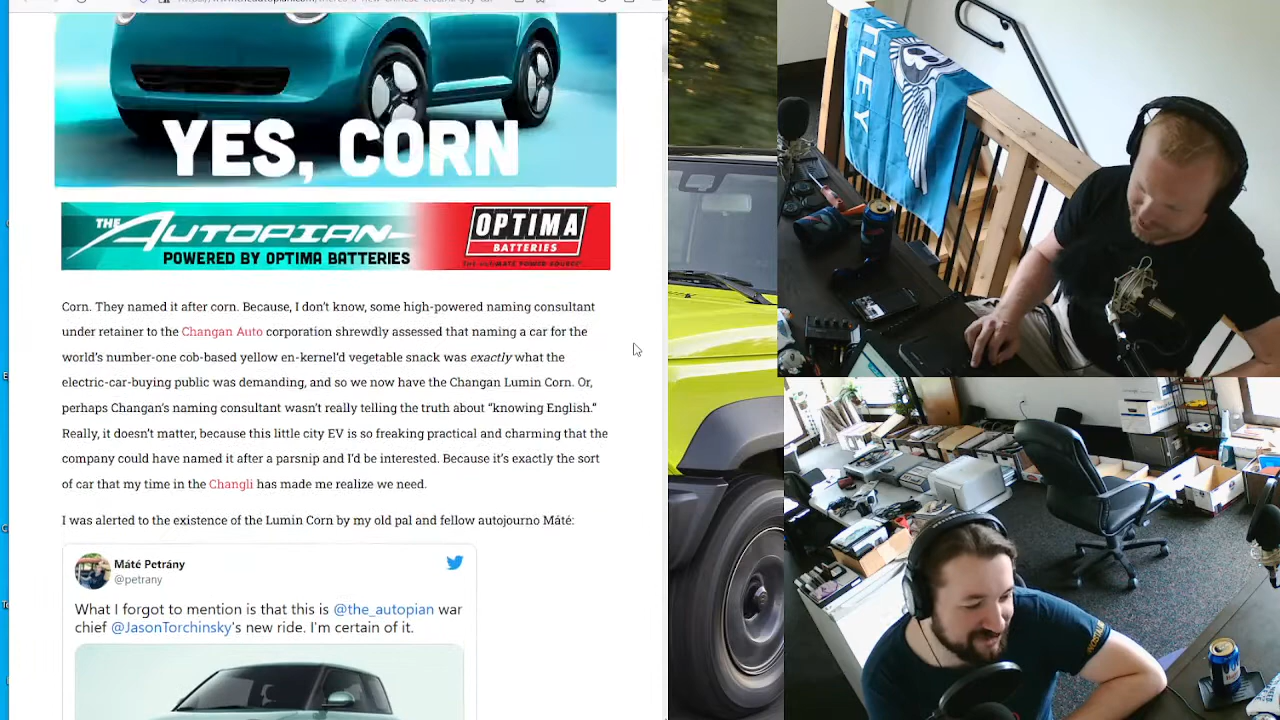 YES, CORN
THE AUTOPIAN
POWERED BY OPTIMA BATTERIES
OPTIMA
BATTERIES
THE ULTIMATE POWER SOURCE
Corn. They named it after corn. Because, I don't know, some high-powered naming consultant
under retainer to the Changan Auto corporation shrewdly assessed that naming a car for the
world's number-one cob-based yellow en-kernel'd vegetable snack was exactly what the
electric-car-buying public was demanding, and so we now have the Changan Lumin Corn. Or,
perhaps Changan's naming consultant wasn't really telling the truth about “knowing English.”
Really, it doesn't matter, because this little city EV is so freaking practical and charming that the
company could have named it after a parsnip and I'd be interested. Because it's exactly the sort
of car that my time in the Changli has made me realize we need.
I was alerted to the existence of the Lumin Corn by my old pal and fellow autojourno Máté:
Máté Petrány
@petrany
What I forgot to mention is that this is @the_autopian war
chief @JasonTorchinsky's new ride. I'm certain of it.
NTLEY